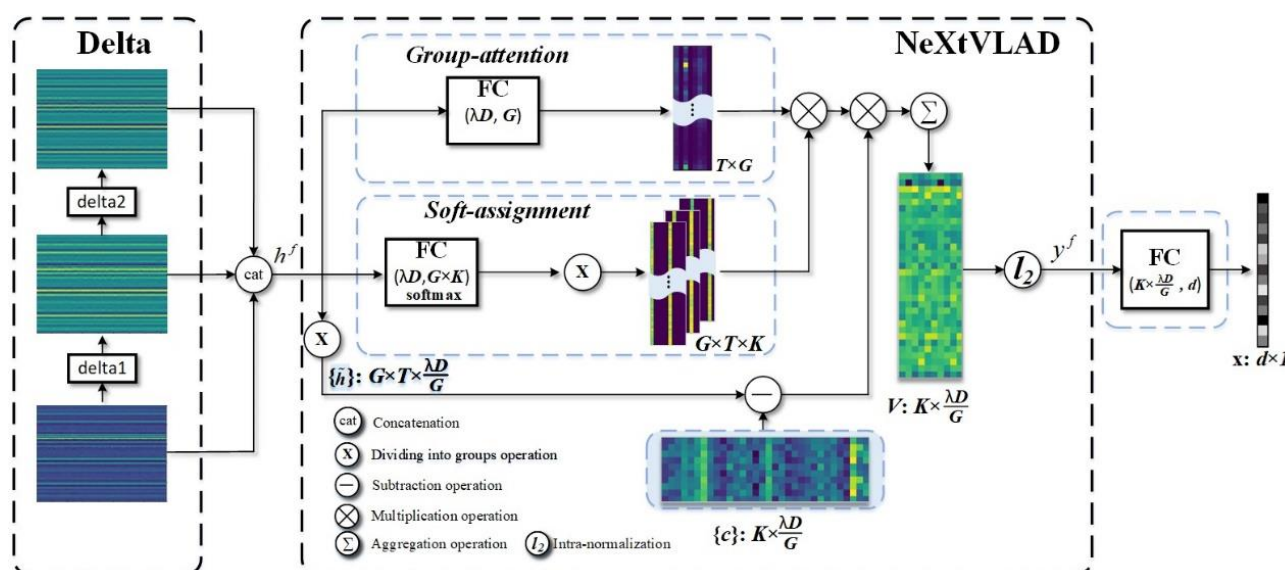 Delta
delta2
delta1
cat
h^f
NeXtVLAD
Group-attention
FC
(λD, G)
T×G
Soft-assignment
FC
(λD, G×K)
softmax
X
G×T×K
X
{h̃}: G×T×λD/G
Σ
V: K×λD/G
l₂
y^f
FC
(K×λD/G, d)
x: d×1
{c}: K×λD/G
cat Concatenation
X Dividing into groups operation
− Subtraction operation
⊗ Multiplication operation
Σ Aggregation operation
l₂ Intra-normalization